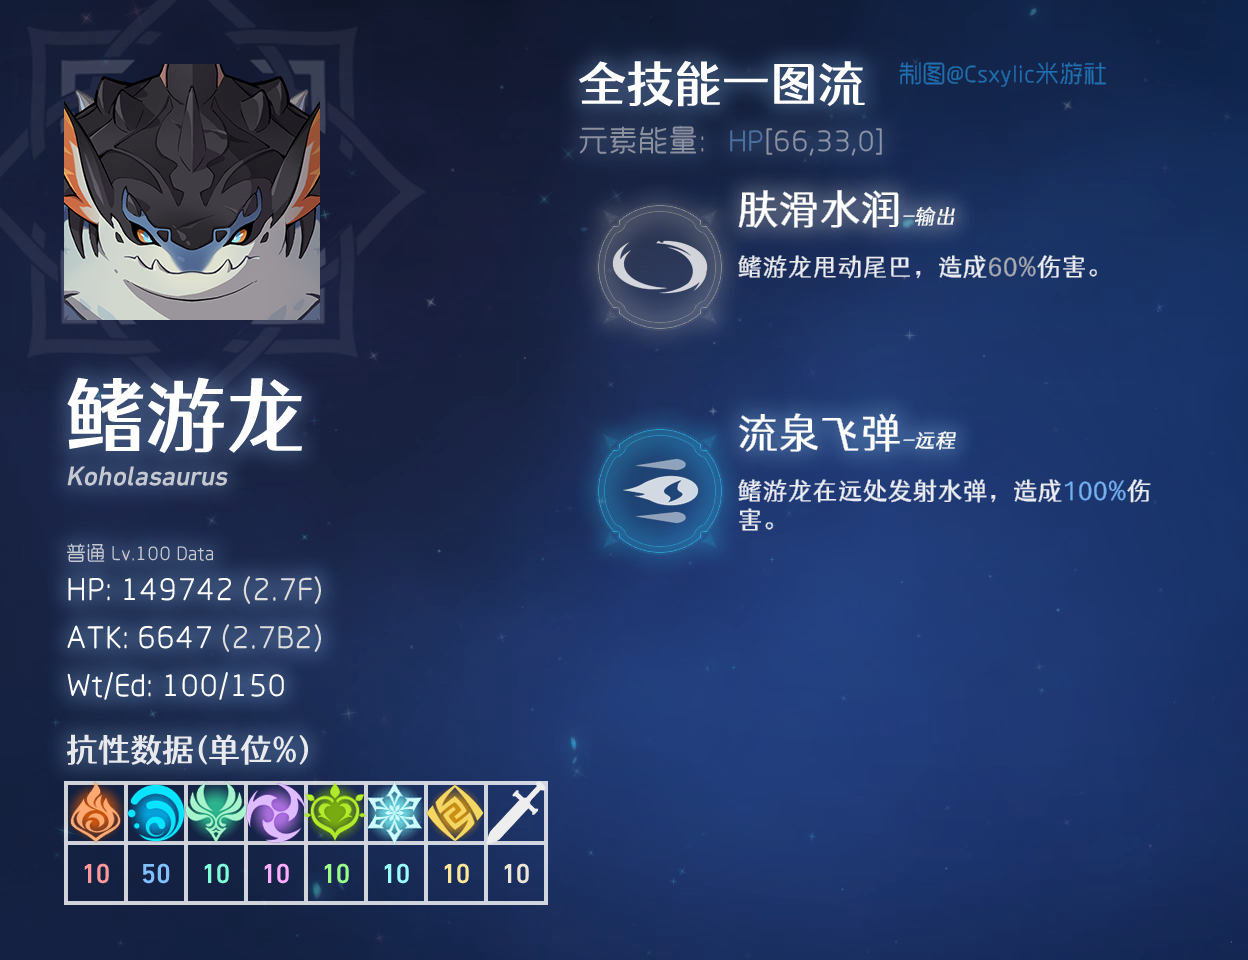 全技能一图流 制图@Csxylic米游社
元素能量: HP[66,33,0]
肤滑水润-输出
鳍游龙甩动尾巴，造成60%伤害。
流泉飞弹-远程
鳍游龙在远处发射水弹，造成100%伤
害。
鳍游龙
Koholasaurus
普通 Lv.100 Data
HP: 149742 (2.7F)
ATK: 6647 (2.7B2)
Wt/Ed: 100/150
抗性数据(单位%)
10 50 10 10 10 10 10 10